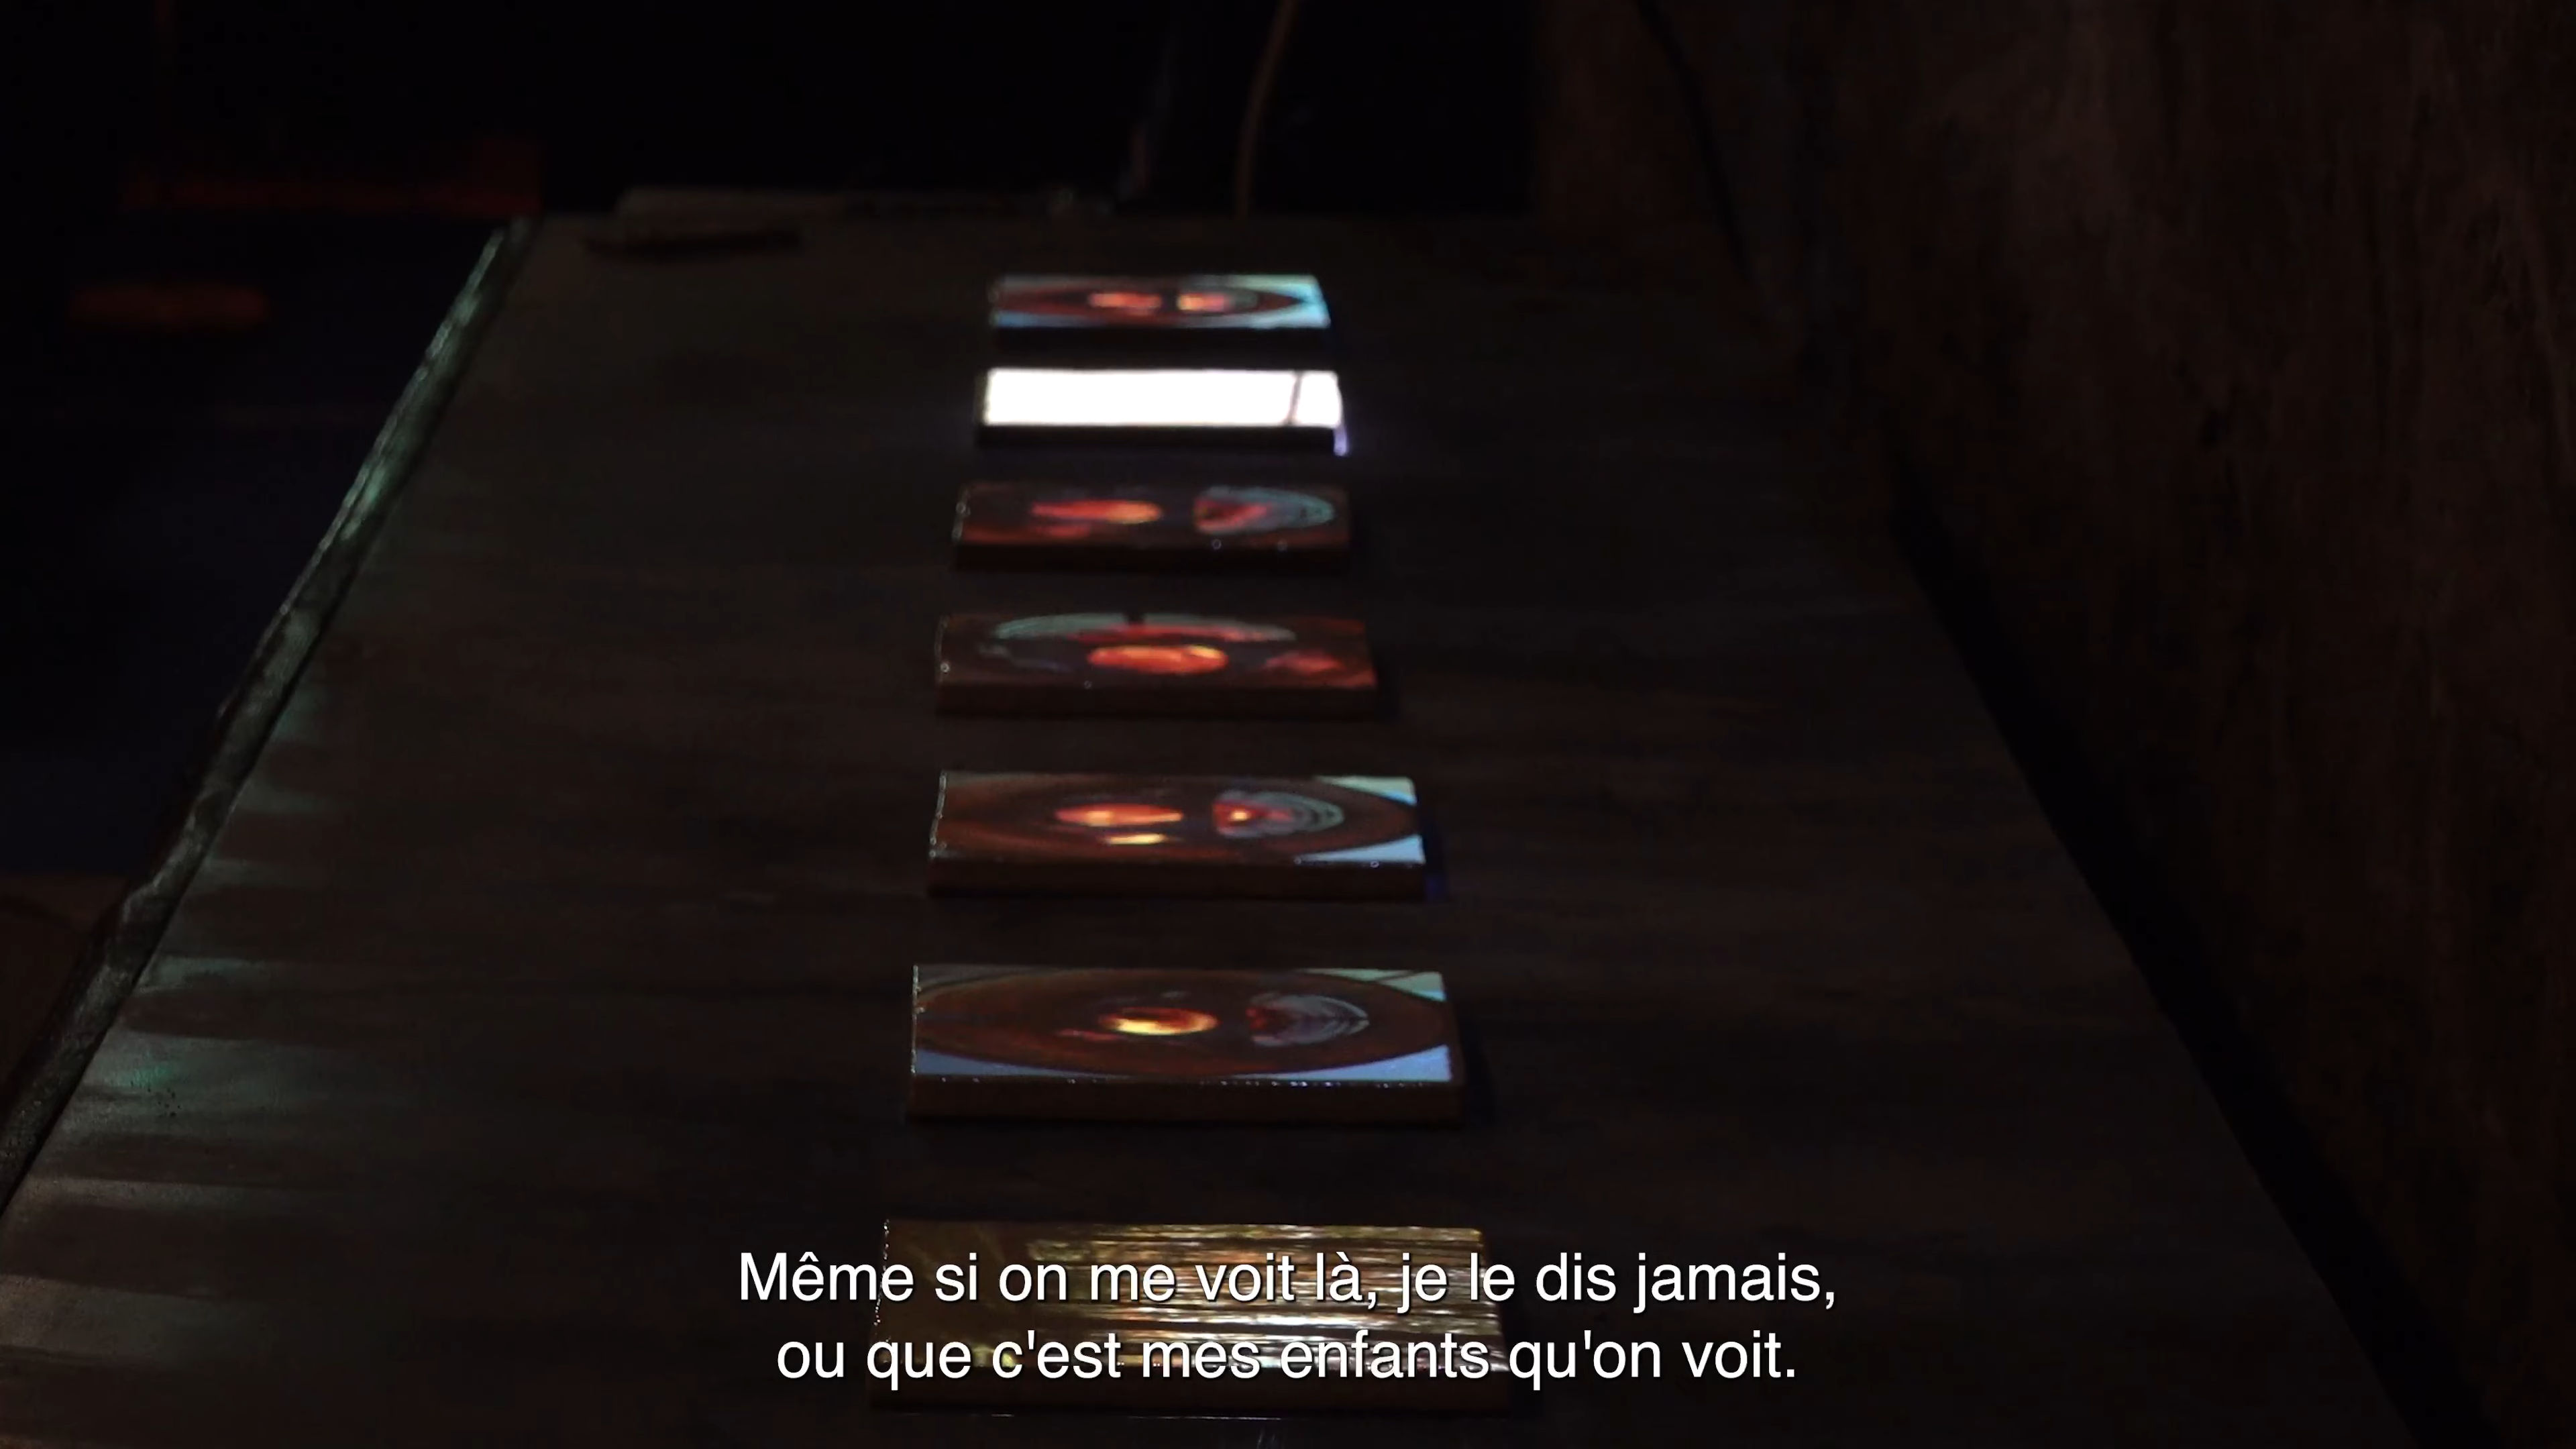 Même si on me voit là, je le dis jamais,
ou que c'est mes enfants qu'on voit.